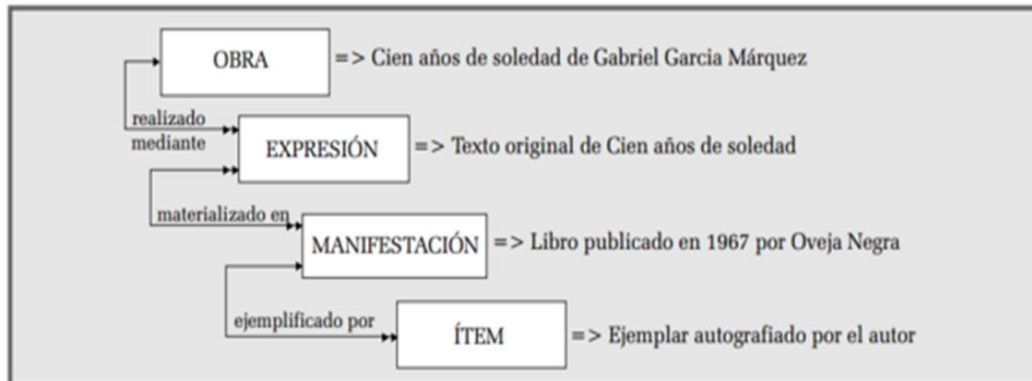 OBRA => Cien años de soledad de Gabriel Garcia Márquez
realizado
mediante
EXPRESIÓN => Texto original de Cien años de soledad
materializado en
MANIFESTACIÓN => Libro publicado en 1967 por Oveja Negra
ejemplificado por
ÍTEM => Ejemplar autografiado por el autor